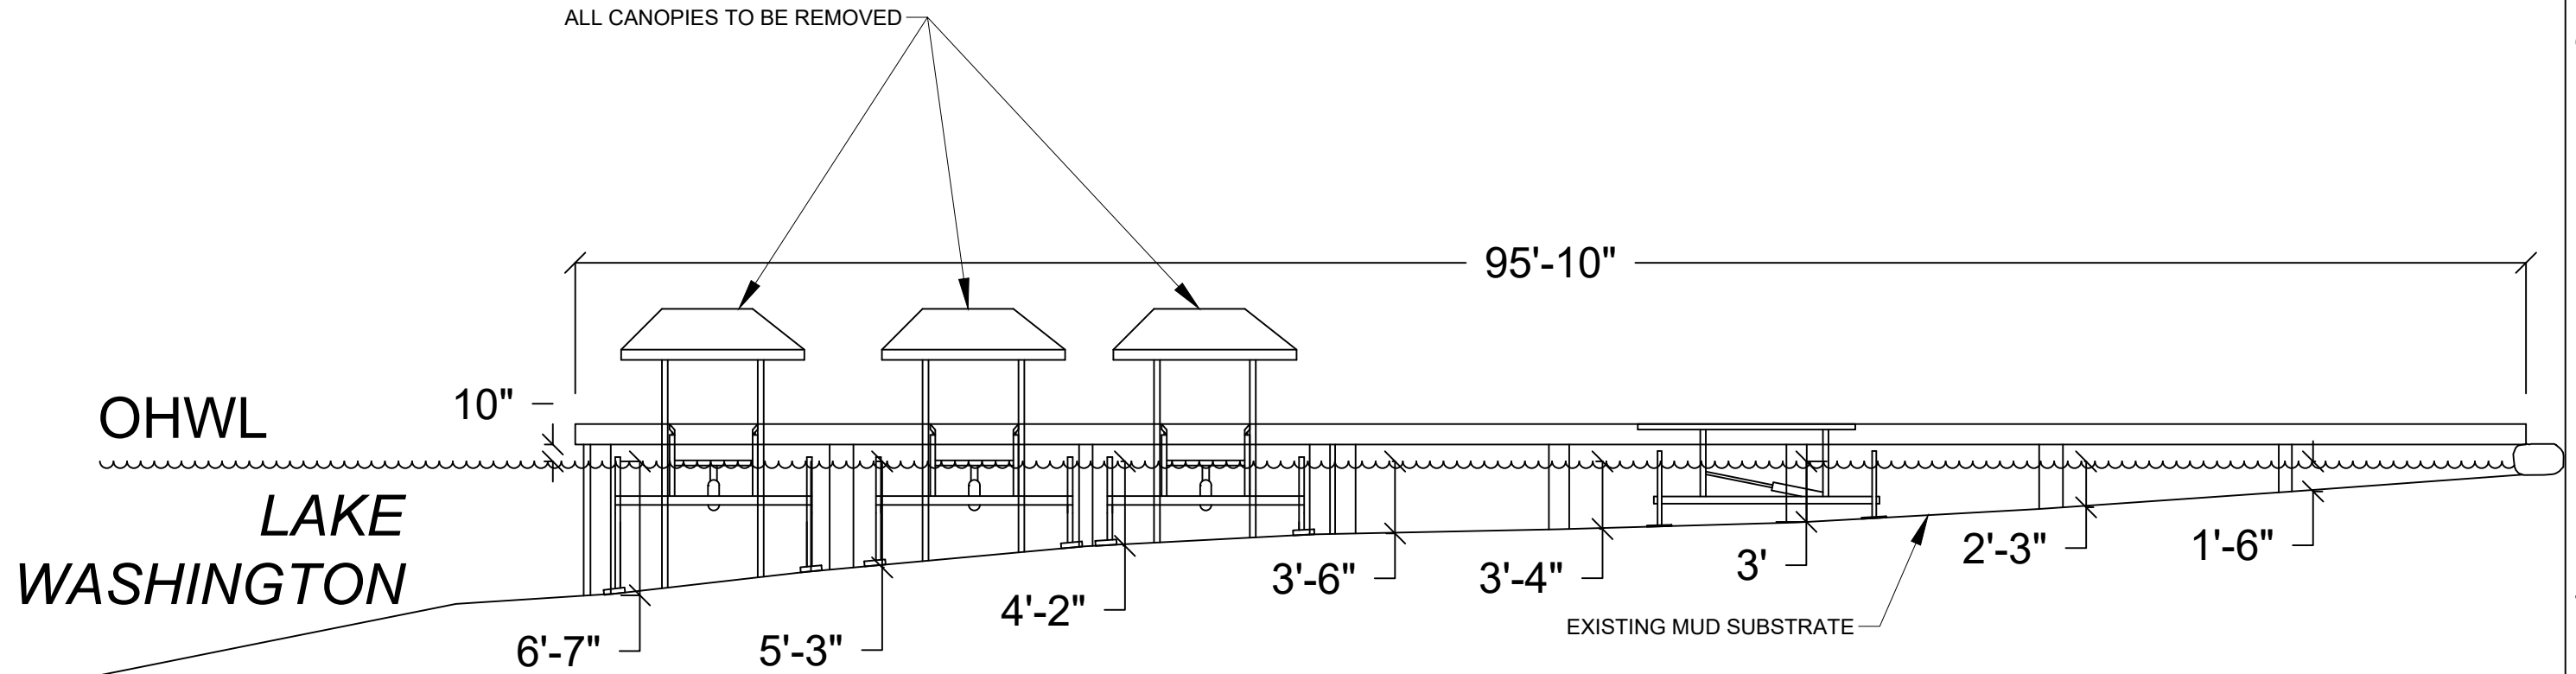 ALL CANOPIES TO BE REMOVED
95'-10"
10"
OHWL
LAKE
WASHINGTON
6'-7"
5'-3"
4'-2"
3'-6"
3'-4"
3'
2'-3"
1'-6"
EXISTING MUD SUBSTRATE